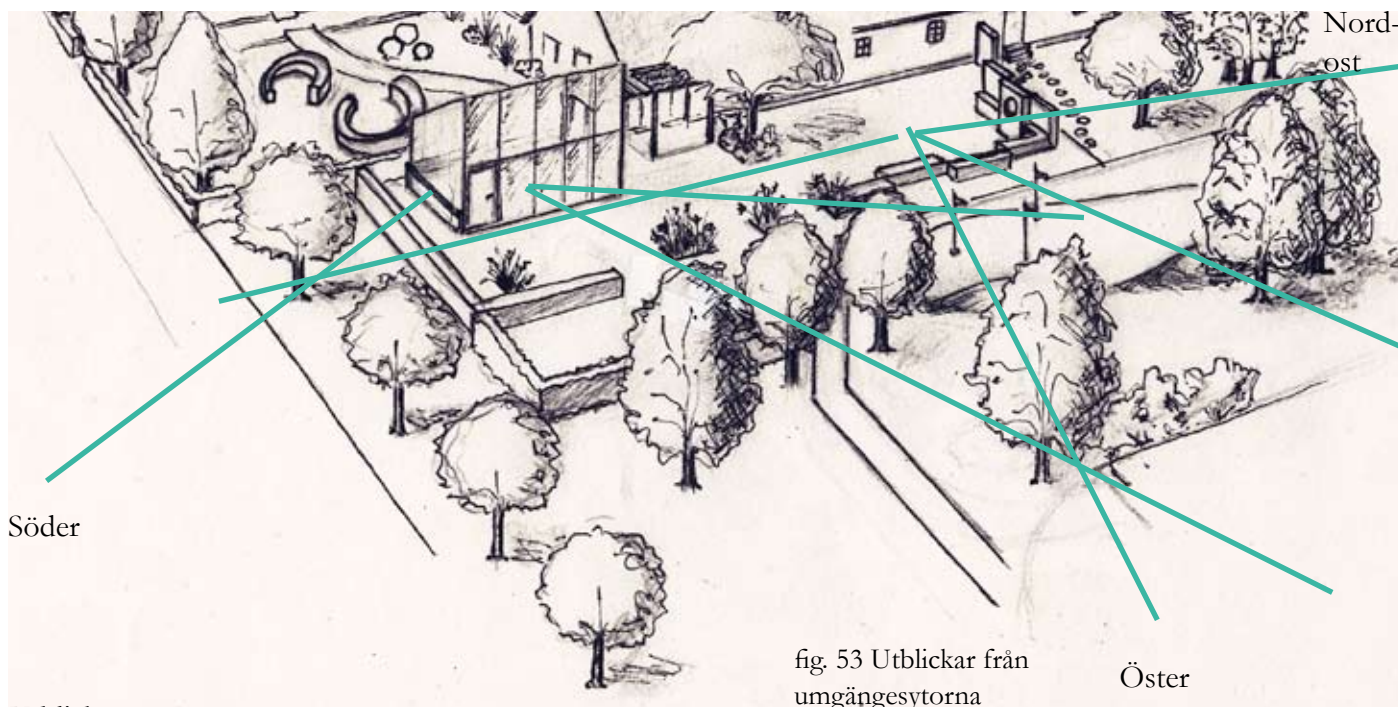 Nord-
ost
Söder
fig. 53 Utblickar från
umgängesytorna
Öster